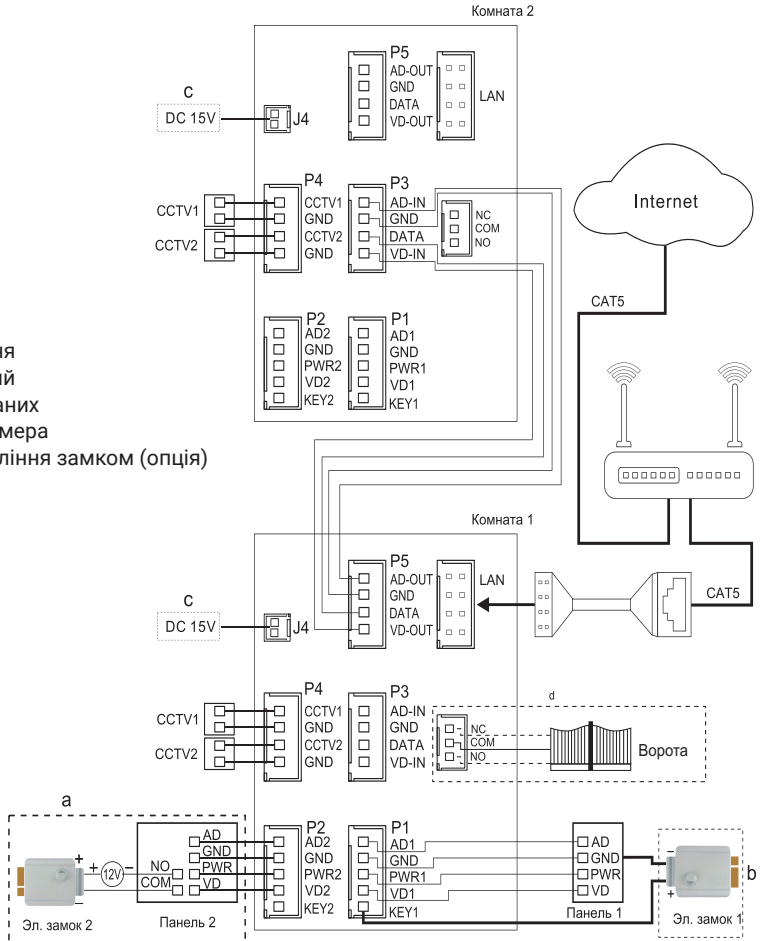 Комната 2
P5
AD-OUT
GND
DATA
VD-OUT
LAN
c
DC 15V
J4
P4
CCTV1
GND
CCTV2
GND
CCTV1
CCTV2
P3
AD-IN
GND
DATA
VD-IN
NC
COM
NO
Internet
CAT5
P2
AD2
GND
PWR2
VD2
KEY2
P1
AD1
GND
PWR1
VD1
KEY1
ня
ий
аних
мера
ління замком (опція)
Комната 1
P5
AD-OUT
GND
DATA
VD-OUT
LAN
CAT5
c
DC 15V
J4
P4
CCTV1
GND
CCTV2
GND
CCTV1
CCTV2
P3
AD-IN
GND
DATA
VD-IN
d
NC
COM
NO
Ворота
a
+
+ 12V −
−
NO
COM
AD
GND
PWR
VD
Эл. замок 2
Панель 2
P2
AD2
GND
PWR2
VD2
KEY2
P1
AD1
GND
PWR1
VD1
KEY1
AD
GND
PWR
VD
Панель 1
−
+
b
Эл. замок 1